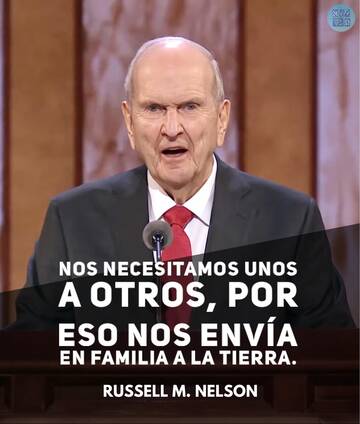 NOS NECESITAMOS UNOS
A OTROS, POR
ESO NOS ENVÍA
EN FAMILIA A LA TIERRA.
RUSSELL M. NELSON